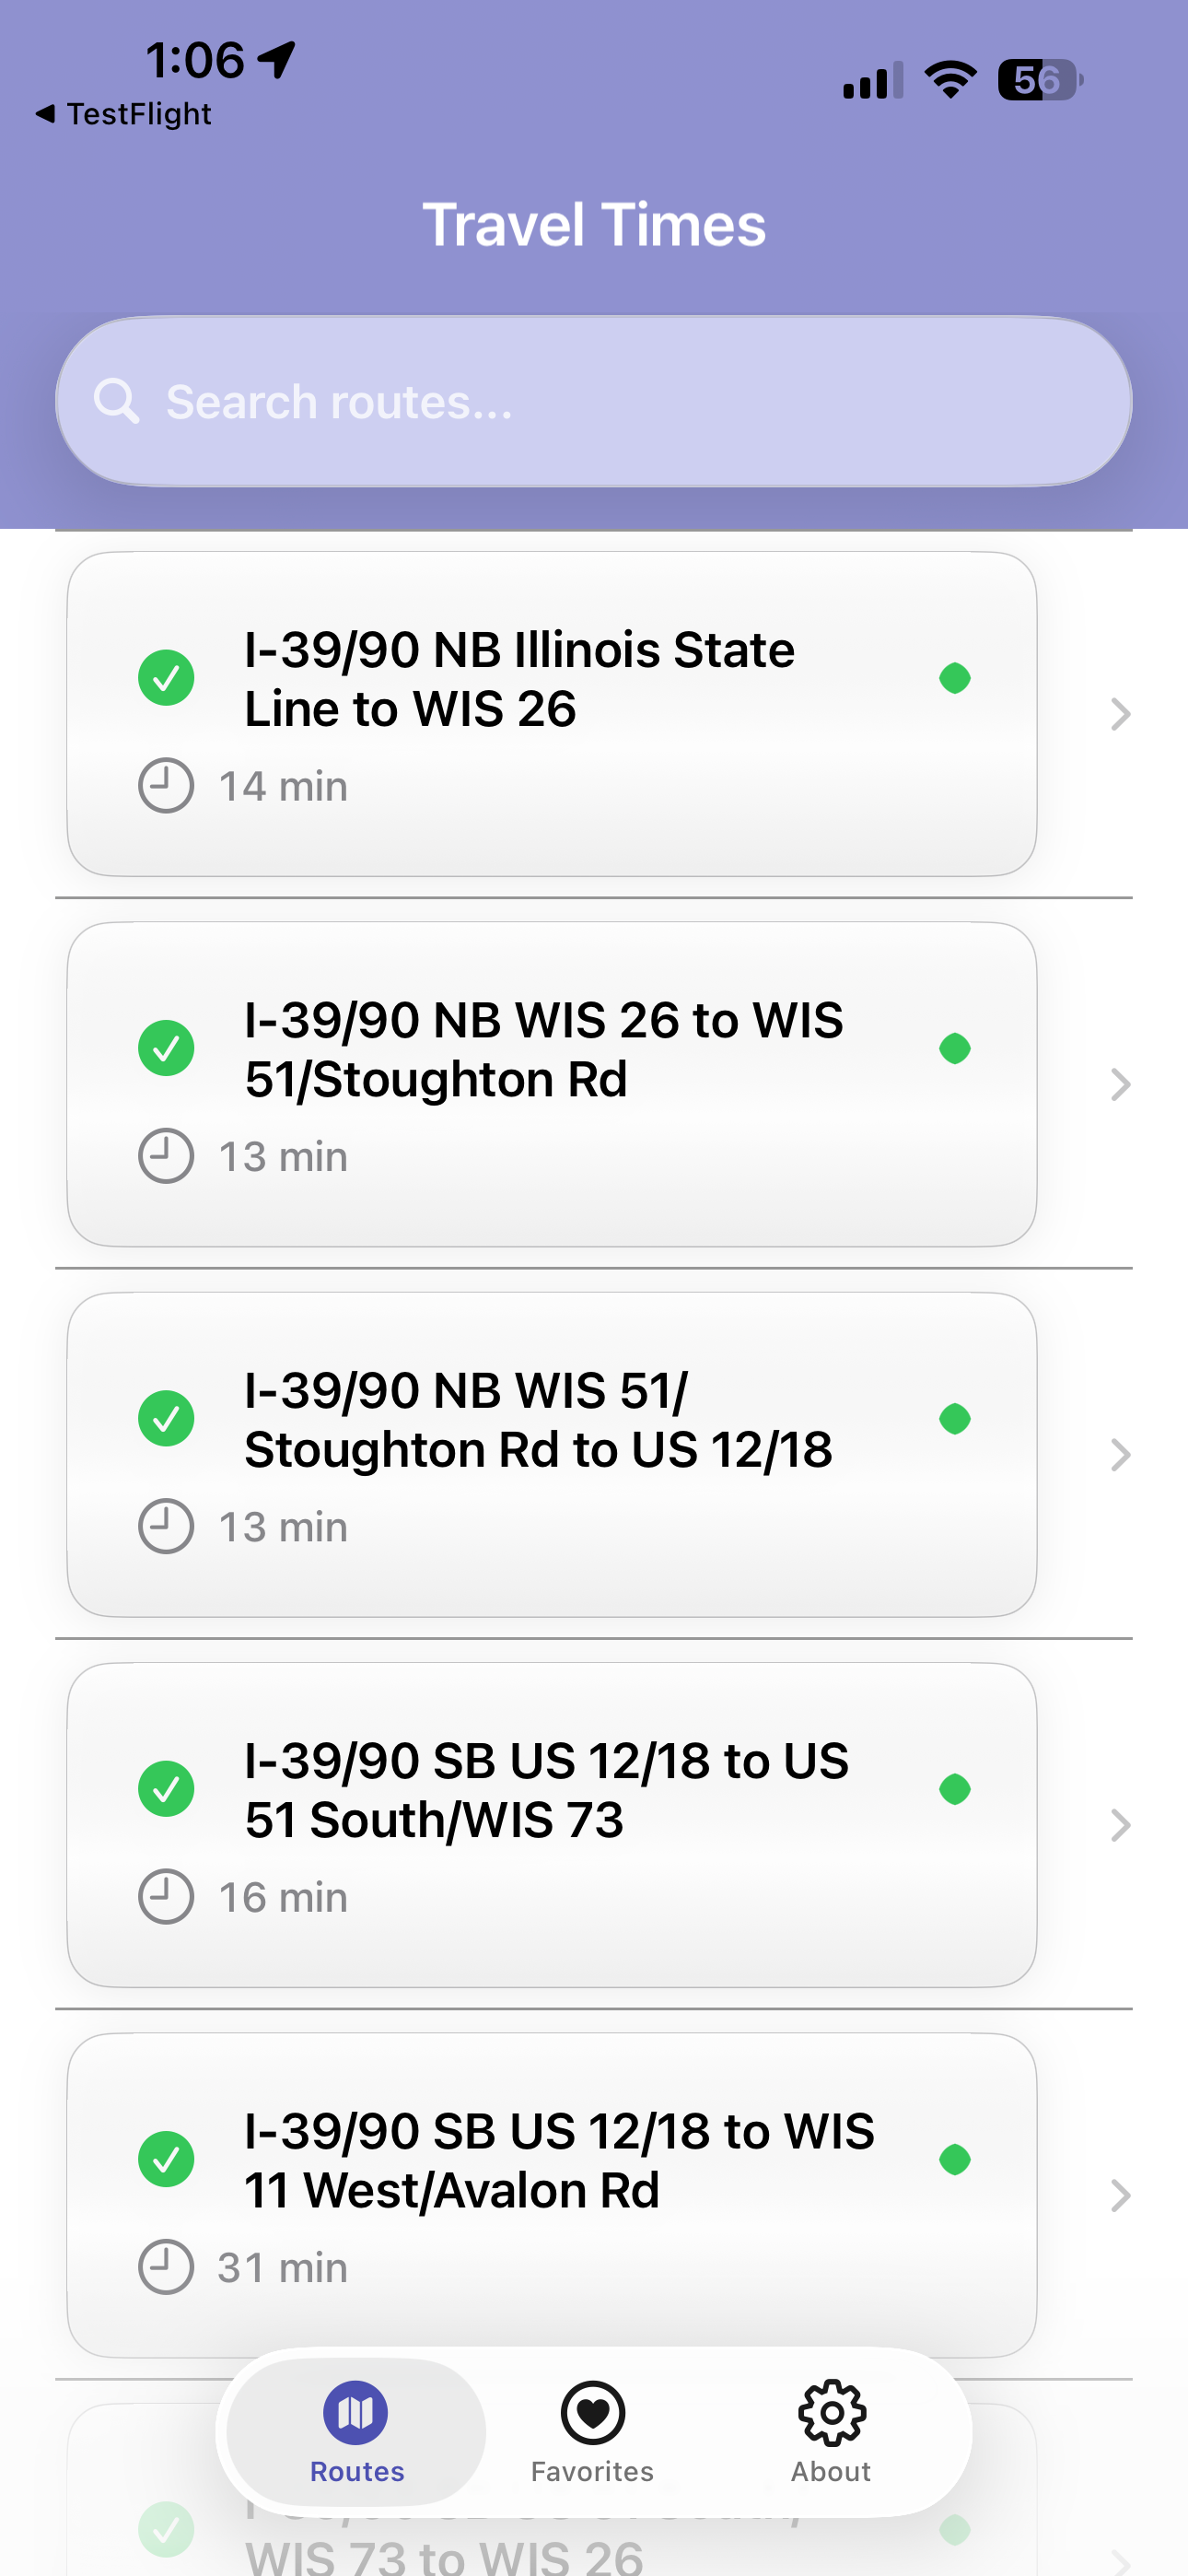 1:06
56
◀ TestFlight
Travel Times
Search routes...
I-39/90 NB Illinois State
Line to WIS 26
14 min
I-39/90 NB WIS 26 to WIS
51/Stoughton Rd
13 min
I-39/90 NB WIS 51/
Stoughton Rd to US 12/18
13 min
I-39/90 SB US 12/18 to US
51 South/WIS 73
16 min
I-39/90 SB US 12/18 to WIS
11 West/Avalon Rd
31 min
Routes
Favorites
About
WIS 73 to WIS 26